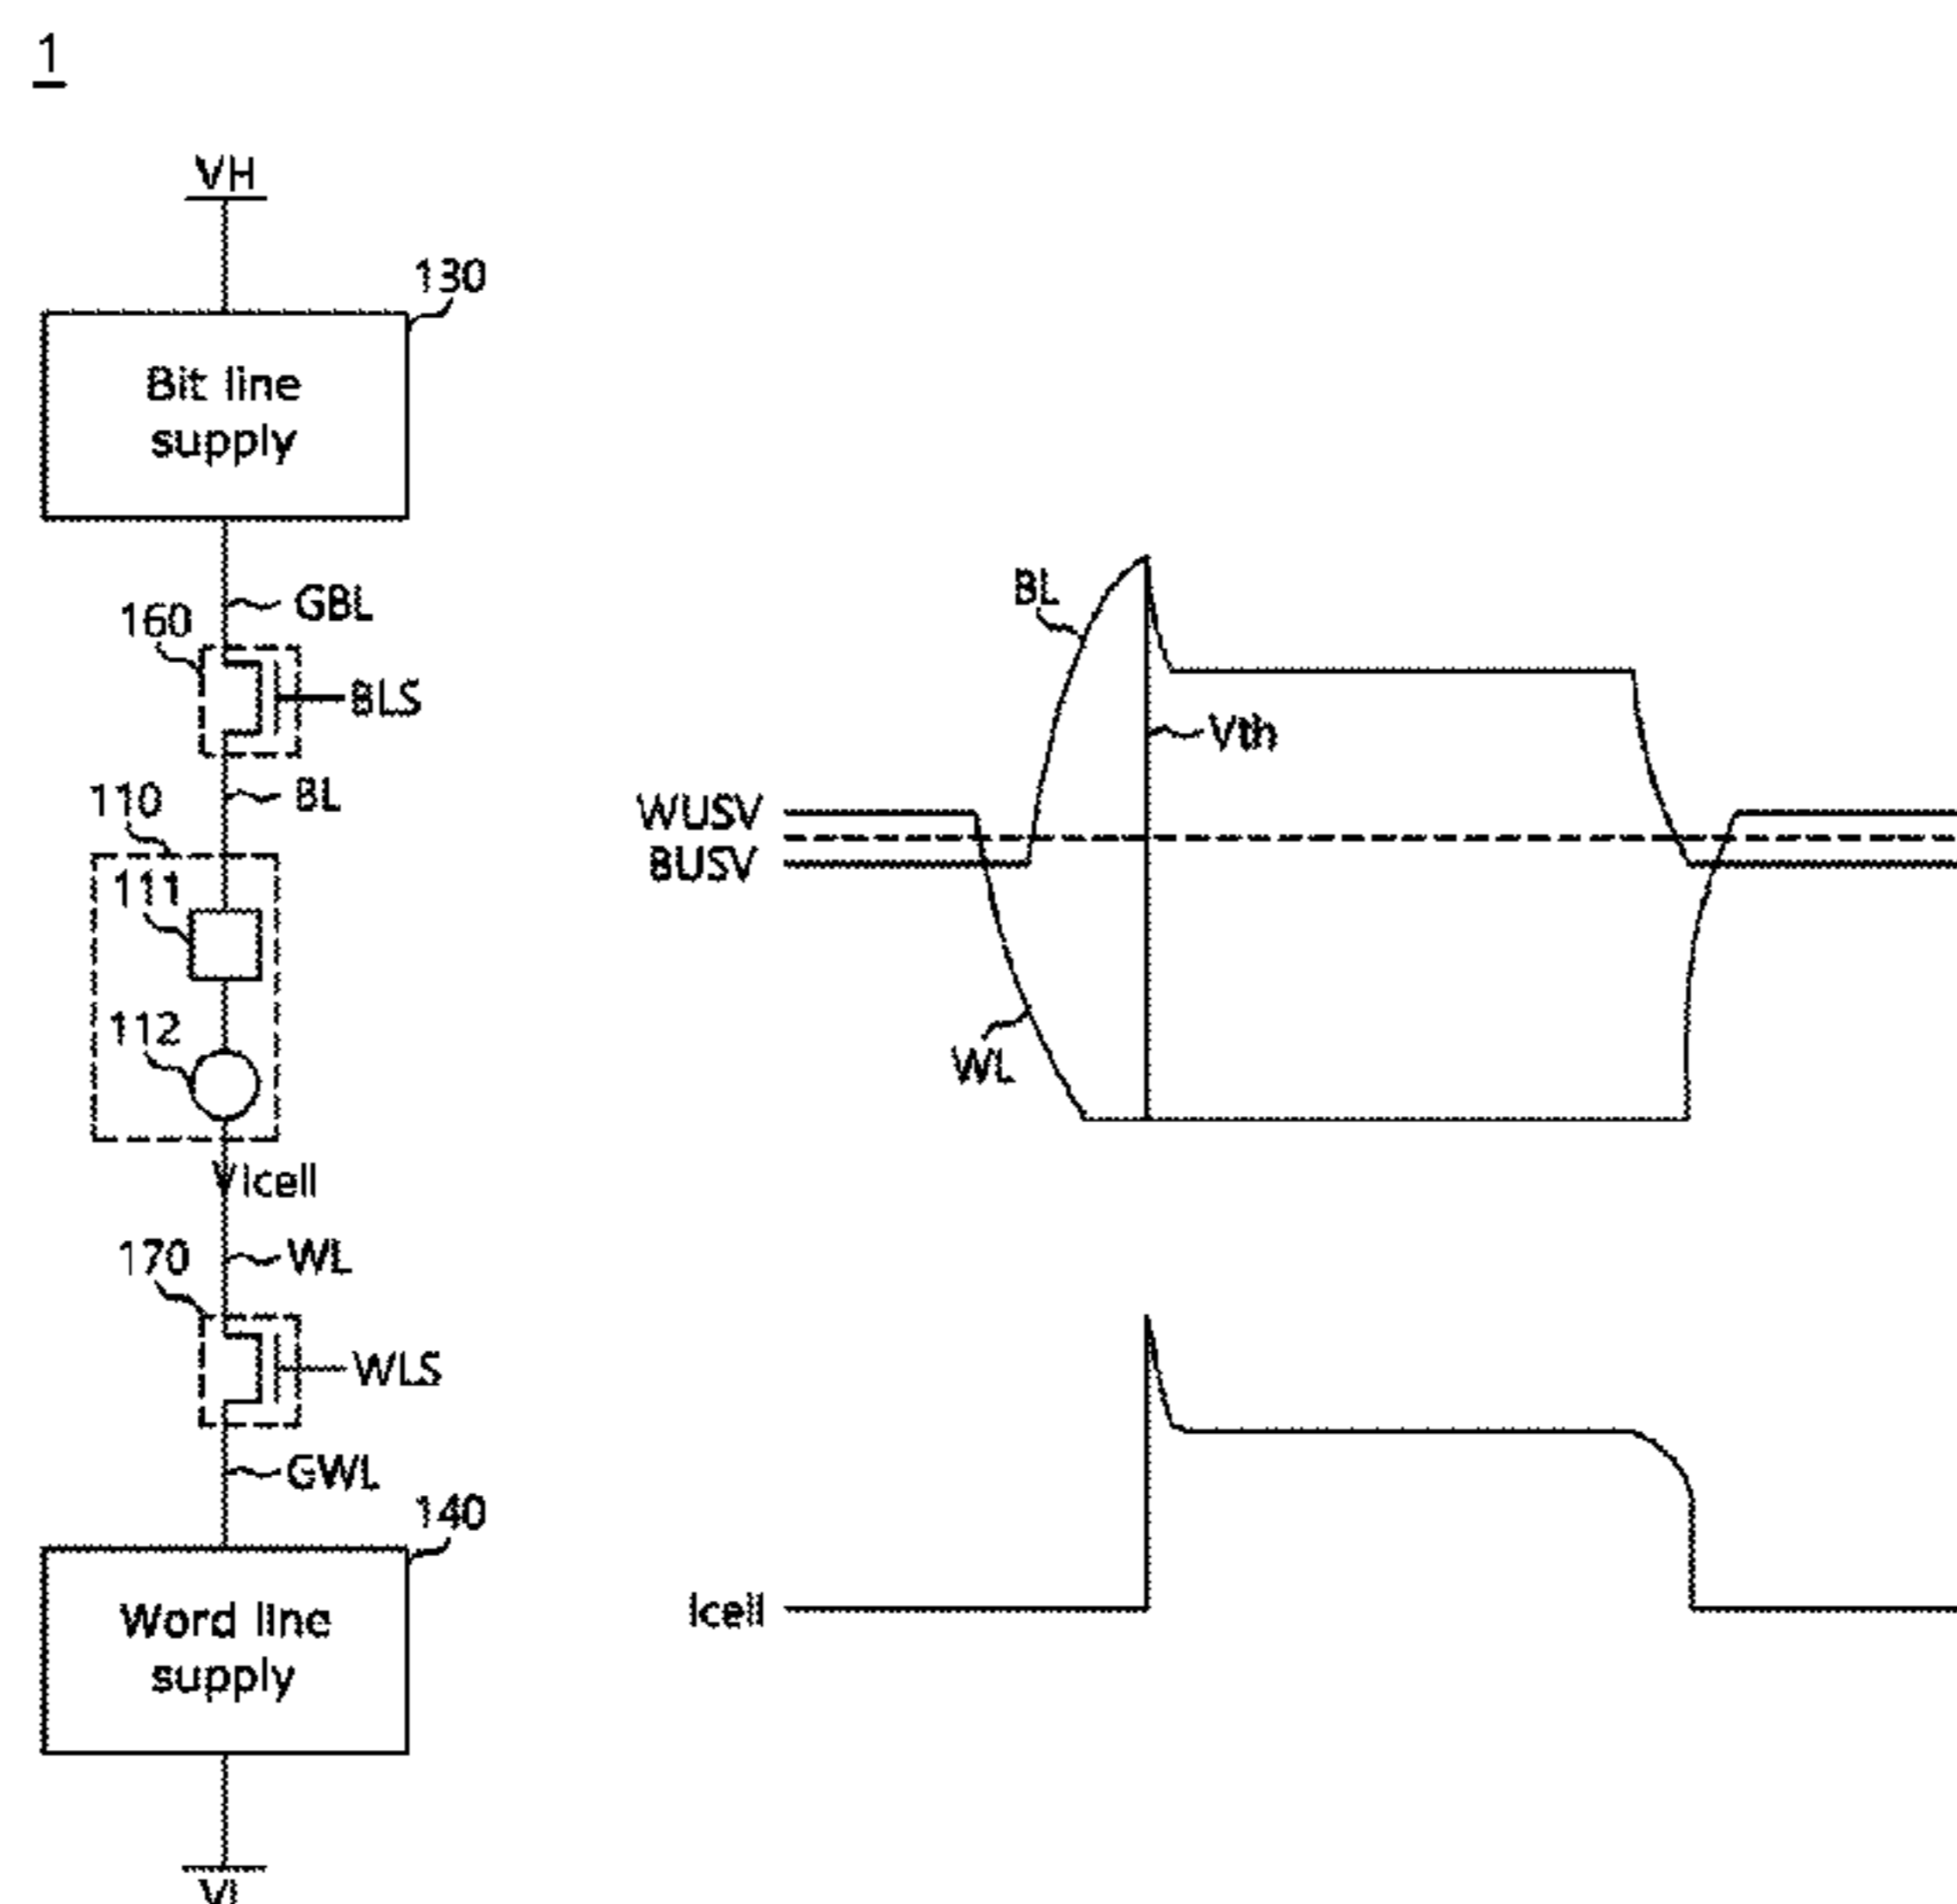 1
VH
130
Bit line
supply
GBL
160
BLS
BL
110
111
112
Icell
WL
170
WLS
GWL
140
Word line
supply
BL
Vth
WUSV
BUSV
WL
Icell